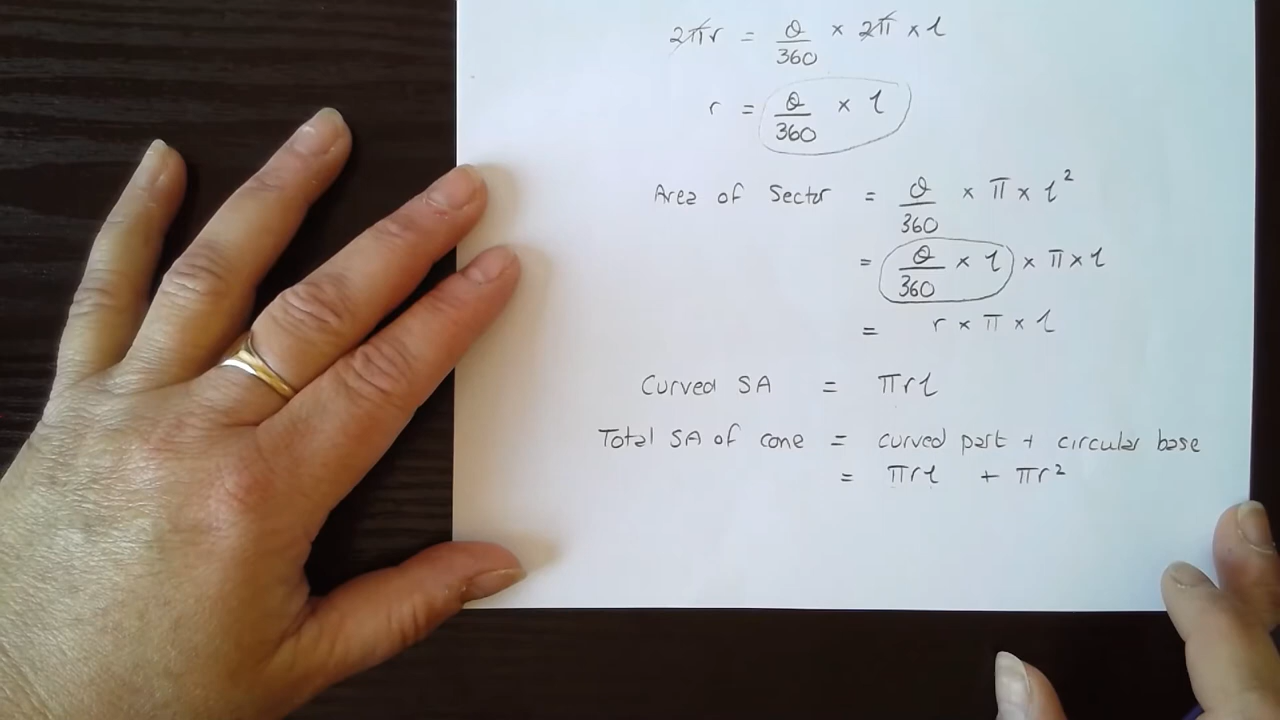 2πr = θ/360 × 2π × l
r = θ/360 × l
Area of Sector = θ/360 × π × l²
= θ/360 × l × π × l
= r × π × l
Curved SA = πrl
Total SA of cone = curved part + circular base
= πrl + πr²